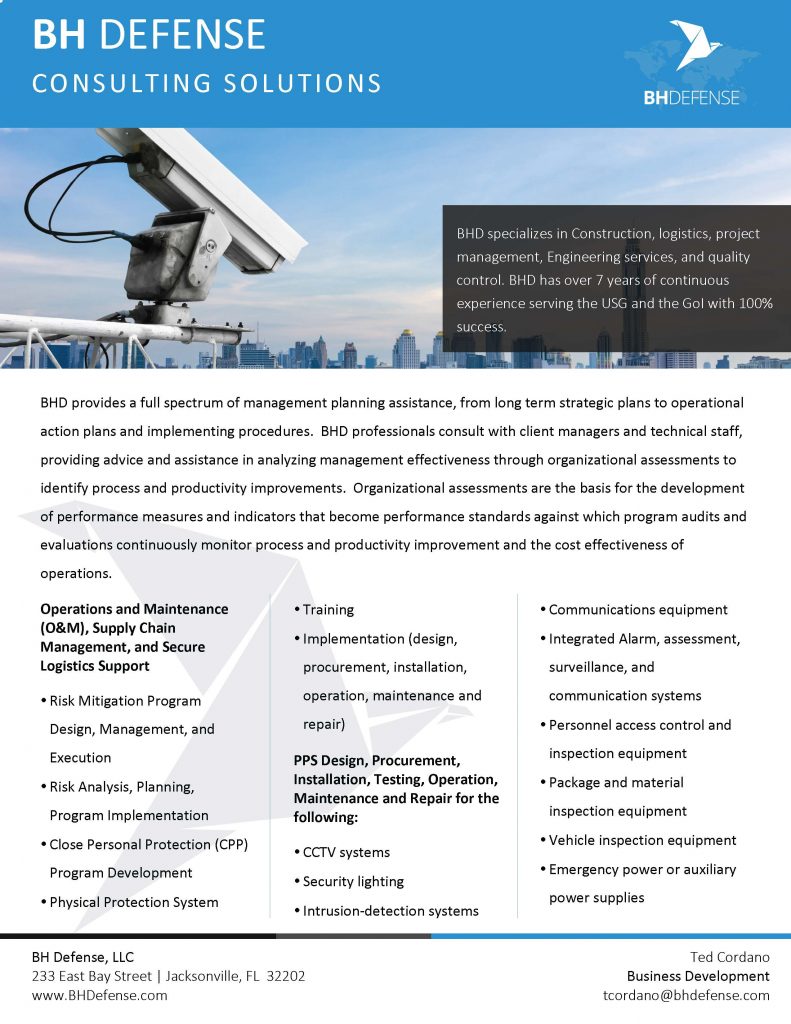 BH DEFENSE
CONSULTING SOLUTIONS
BHDEFENSE
BHD specializes in Construction, logistics, project
management, Engineering services, and quality
control. BHD has over 7 years of continuous
experience serving the USG and the GoI with 100%
success.
BHD provides a full spectrum of management planning assistance, from long term strategic plans to operational
action plans and implementing procedures.  BHD professionals consult with client managers and technical staff,
providing advice and assistance in analyzing management effectiveness through organizational assessments to
identify process and productivity improvements.  Organizational assessments are the basis for the development
of performance measures and indicators that become performance standards against which program audits and
evaluations continuously monitor process and productivity improvement and the cost effectiveness of
operations.
Operations and Maintenance
(O&M), Supply Chain
Management, and Secure
Logistics Support
• Risk Mitigation Program
Design, Management, and
Execution
• Risk Analysis, Planning,
Program Implementation
• Close Personal Protection (CPP)
Program Development
• Physical Protection System
• Training
• Implementation (design,
procurement, installation,
operation, maintenance and
repair)
PPS Design, Procurement,
Installation, Testing, Operation,
Maintenance and Repair for the
following:
• CCTV systems
• Security lighting
• Intrusion-detection systems
• Communications equipment
• Integrated Alarm, assessment,
surveillance, and
communication systems
• Personnel access control and
inspection equipment
• Package and material
inspection equipment
• Vehicle inspection equipment
• Emergency power or auxiliary
power supplies
BH Defense, LLC
233 East Bay Street | Jacksonville, FL  32202
www.BHDefense.com
Ted Cordano
Business Development
tcordano@bhdefense.com